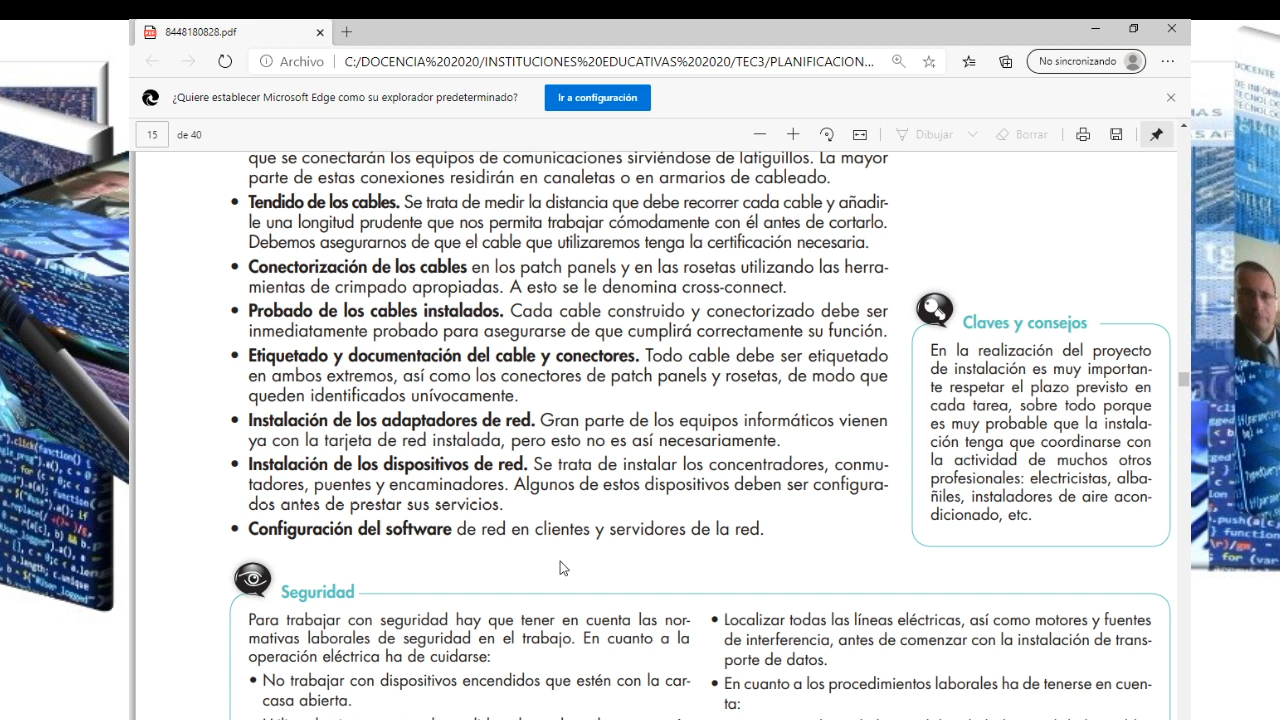 8448180828.pdf
Archivo
C:/DOCENCIA%202020/INSTITUCIONES%20EDUCATIVAS%202020/TEC3/PLANIFICACION...
No sincronizando
¿Quiere establecer Microsoft Edge como su explorador predeterminado?
Ir a configuración
15 de 40
Dibujar
Borrar
que se conectarán los equipos de comunicaciones sirviéndose de latiguillos. La mayor
parte de estas conexiones residirán en canaletas o en armarios de cableado.
• Tendido de los cables. Se trata de medir la distancia que debe recorrer cada cable y añadir-
le una longitud prudente que nos permita trabajar cómodamente con él antes de cortarlo.
Debemos asegurarnos de que el cable que utilizaremos tenga la certificación necesaria.
• Conectorización de los cables en los patch panels y en las rosetas utilizando las herra-
mientas de crimpado apropiadas. A esto se le denomina cross-connect.
• Probado de los cables instalados. Cada cable construido y conectorizado debe ser
inmediatamente probado para asegurarse de que cumplirá correctamente su función.
• Etiquetado y documentación del cable y conectores. Todo cable debe ser etiquetado
en ambos extremos, así como los conectores de patch panels y rosetas, de modo que
queden identificados unívocamente.
• Instalación de los adaptadores de red. Gran parte de los equipos informáticos vienen
ya con la tarjeta de red instalada, pero esto no es así necesariamente.
• Instalación de los dispositivos de red. Se trata de instalar los concentradores, conmu-
tadores, puentes y encaminadores. Algunos de estos dispositivos deben ser configura-
dos antes de prestar sus servicios.
• Configuración del software de red en clientes y servidores de la red.
Claves y consejos
En la realización del proyecto
de instalación es muy importan-
te respetar el plazo previsto en
cada tarea, sobre todo porque
es muy probable que la instala-
ción tenga que coordinarse con
la actividad de muchos otros
profesionales: electricistas, alba-
ñiles, instaladores de aire acon-
dicionado, etc.
Seguridad
Para trabajar con seguridad hay que tener en cuenta las nor-
mativas laborales de seguridad en el trabajo. En cuanto a la
operación eléctrica ha de cuidarse:
• No trabajar con dispositivos encendidos que estén con la car-
casa abierta.
• Localizar todas las líneas eléctricas, así como motores y fuentes
de interferencia, antes de comenzar con la instalación de trans-
porte de datos.
• En cuanto a los procedimientos laborales ha de tenerse en cuen-
ta: